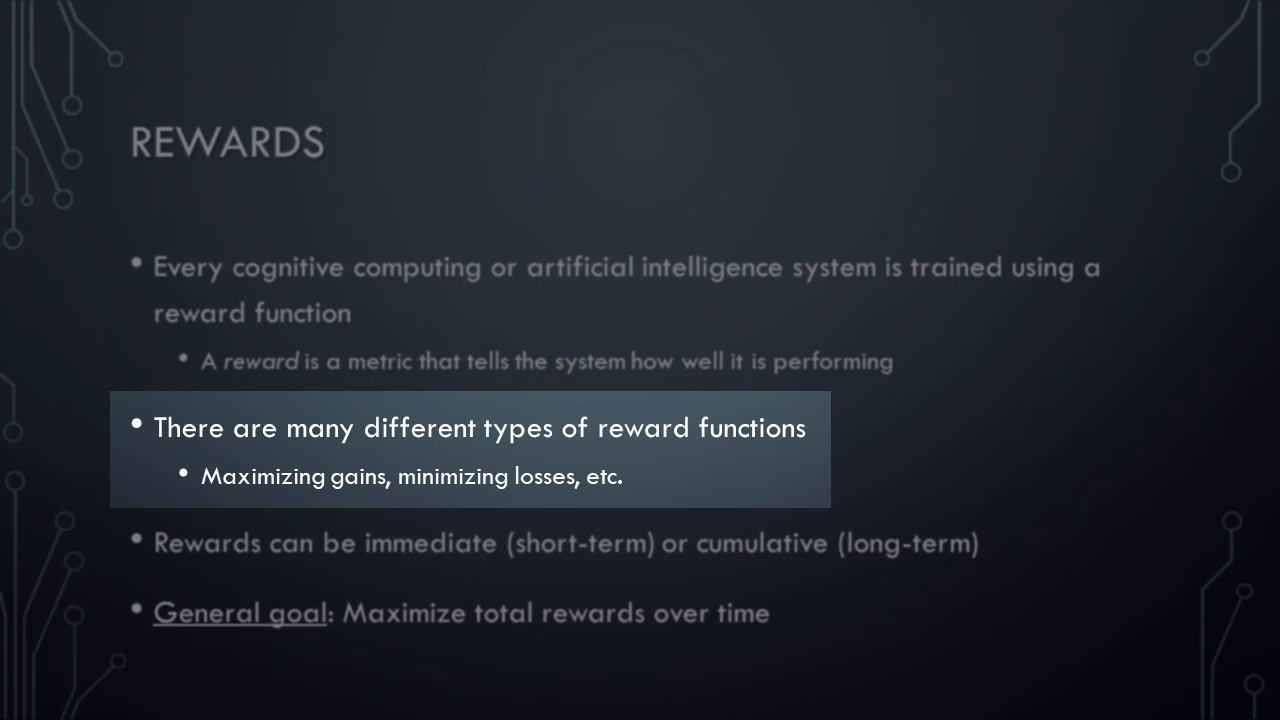 REWARDS
• Every cognitive computing or artificial intelligence system is trained using a
reward function
• A reward is a metric that tells the system how well it is performing
• There are many different types of reward functions
• Maximizing gains, minimizing losses, etc.
• Rewards can be immediate (short-term) or cumulative (long-term)
• General goal: Maximize total rewards over time